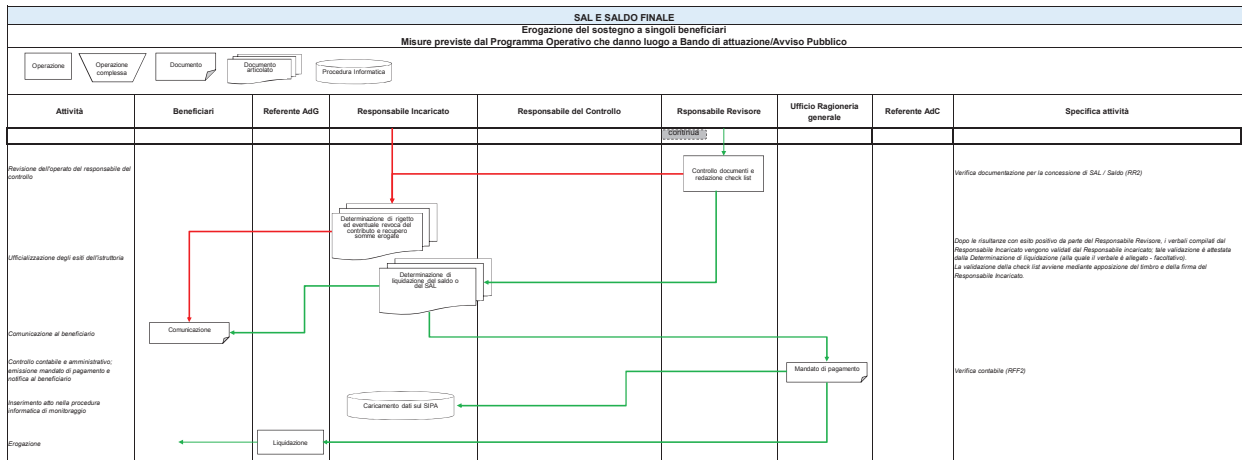 SAL E SALDO FINALE
Erogazione del sostegno a singoli beneficiari
Misure previste dal Programma Operativo che danno luogo a Bando di attuazione/Avviso Pubblico
Operazione
Operazione
complessa
Documento
Documento
articolato
Procedura Informatica
Attività
Beneficiari
Referente AdG
Responsabile Incaricato
Responsabile del Controllo
Rsponsabile Revisore
Ufficio Ragioneria
generale
Referente AdC
Specifica attività
continua
Revisione dell'operato del responsabile del
controllo
Controllo documenti e
redazione check list
Verifica documentazione per la concessione di SAL / Saldo (RR2)
Determinazione di rigetto
ed eventuale revoca del
contributo e recupero
somme erogate
Ufficializzazione degli esiti dell'istruttoria
Dopo le risultanze con esito positivo da parte del Responsabile Revisore, i verbali compilati dal
Responsabile Incaricato vengono validati dal Responsabile incaricato; tale validazione è attestata
dalla Determinazione di liquidazione (alla quale il verbale è allegato - facoltativo).
La validazione della check list avviene mediante apposizione del timbro e della firma del
Responsabile Incaricato.
Determinazione di
liquidazione del saldo o
del SAL
Comunicazione al beneficiario
Comunicazione
Controllo contabile e amministrativo;
emissione mandato di pagamento e
notifica al beneficiario
Mandato di pagamento
Verifica contabile (RFF2)
Inserimento atto nella procedura
informatica di monitoraggio
Caricamento dati sul SIPA
Erogazione
Liquidazione